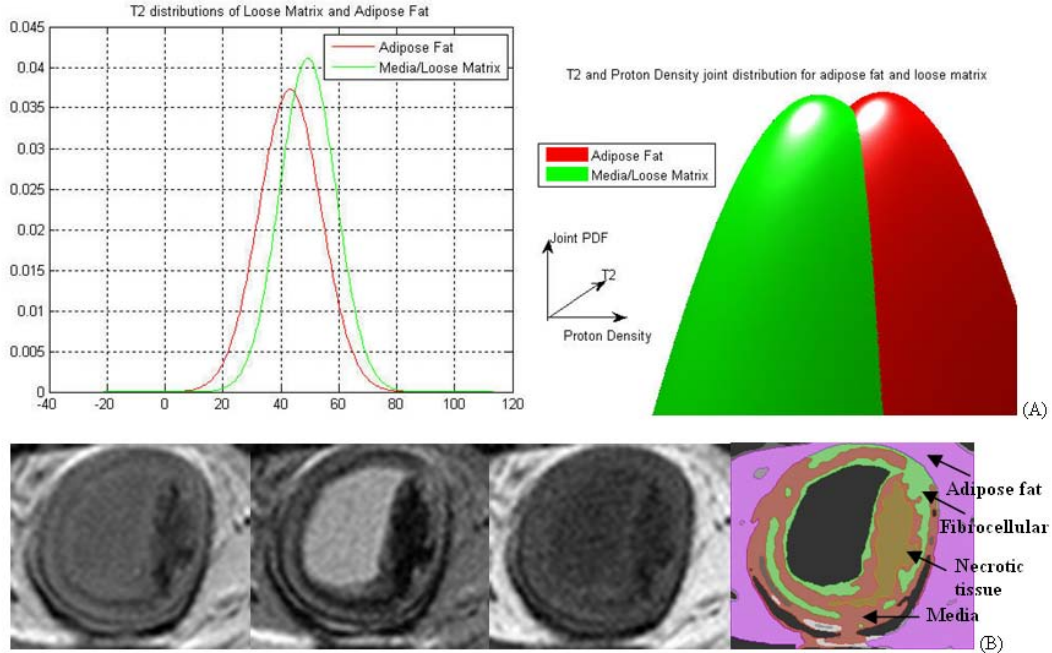 T2 distributions of Loose Matrix and Adipose Fat
0.045
0.04
0.035
0.03
0.025
0.02
0.015
0.01
0.005
0
-40
-20
0
20
40
60
80
100
120
Adipose Fat
Media/Loose Matrix
T2 and Proton Density joint distribution for adipose fat and loose matrix
Adipose Fat
Media/Loose Matrix
Joint PDF
T2
Proton Density
(A)
Adipose fat
Fibrocellular
Necrotic
tissue
Media
(B)